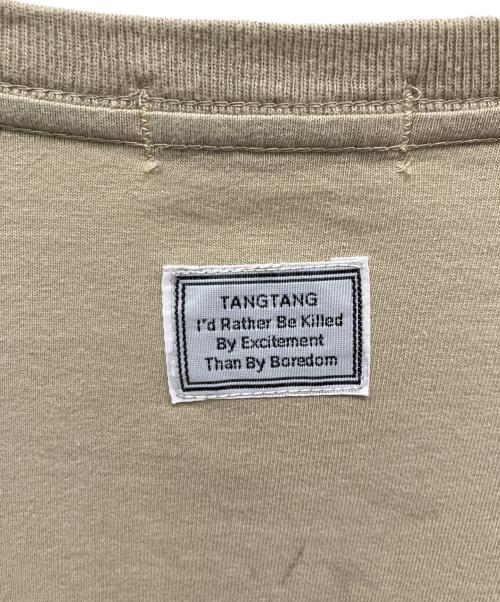 TANGTANG
I'd Rather Be Killed
By Excitement
Than By Boredom